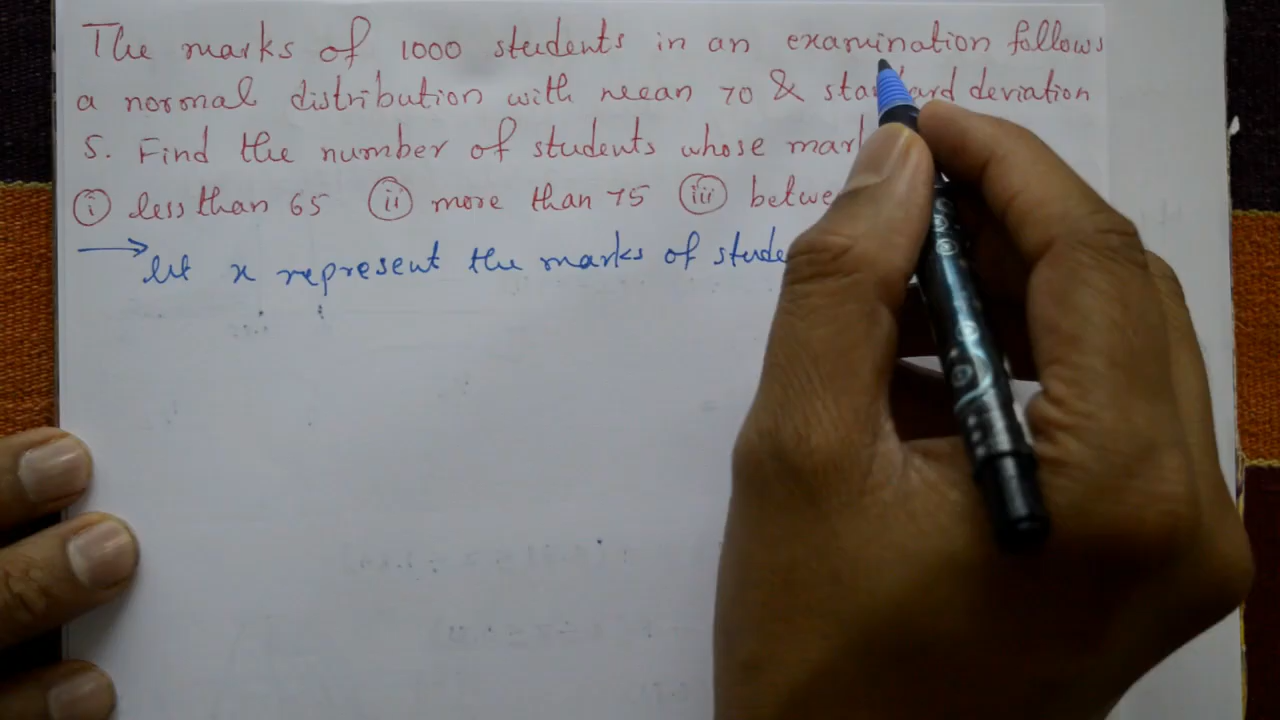 The marks of 1000 students in an examination follows
a normal distribution with mean 70 & standard deviation
5. Find the number of students whose mar
(i) less than 65 (ii) more than 75 (iii) betwe
let x represent the marks of stude